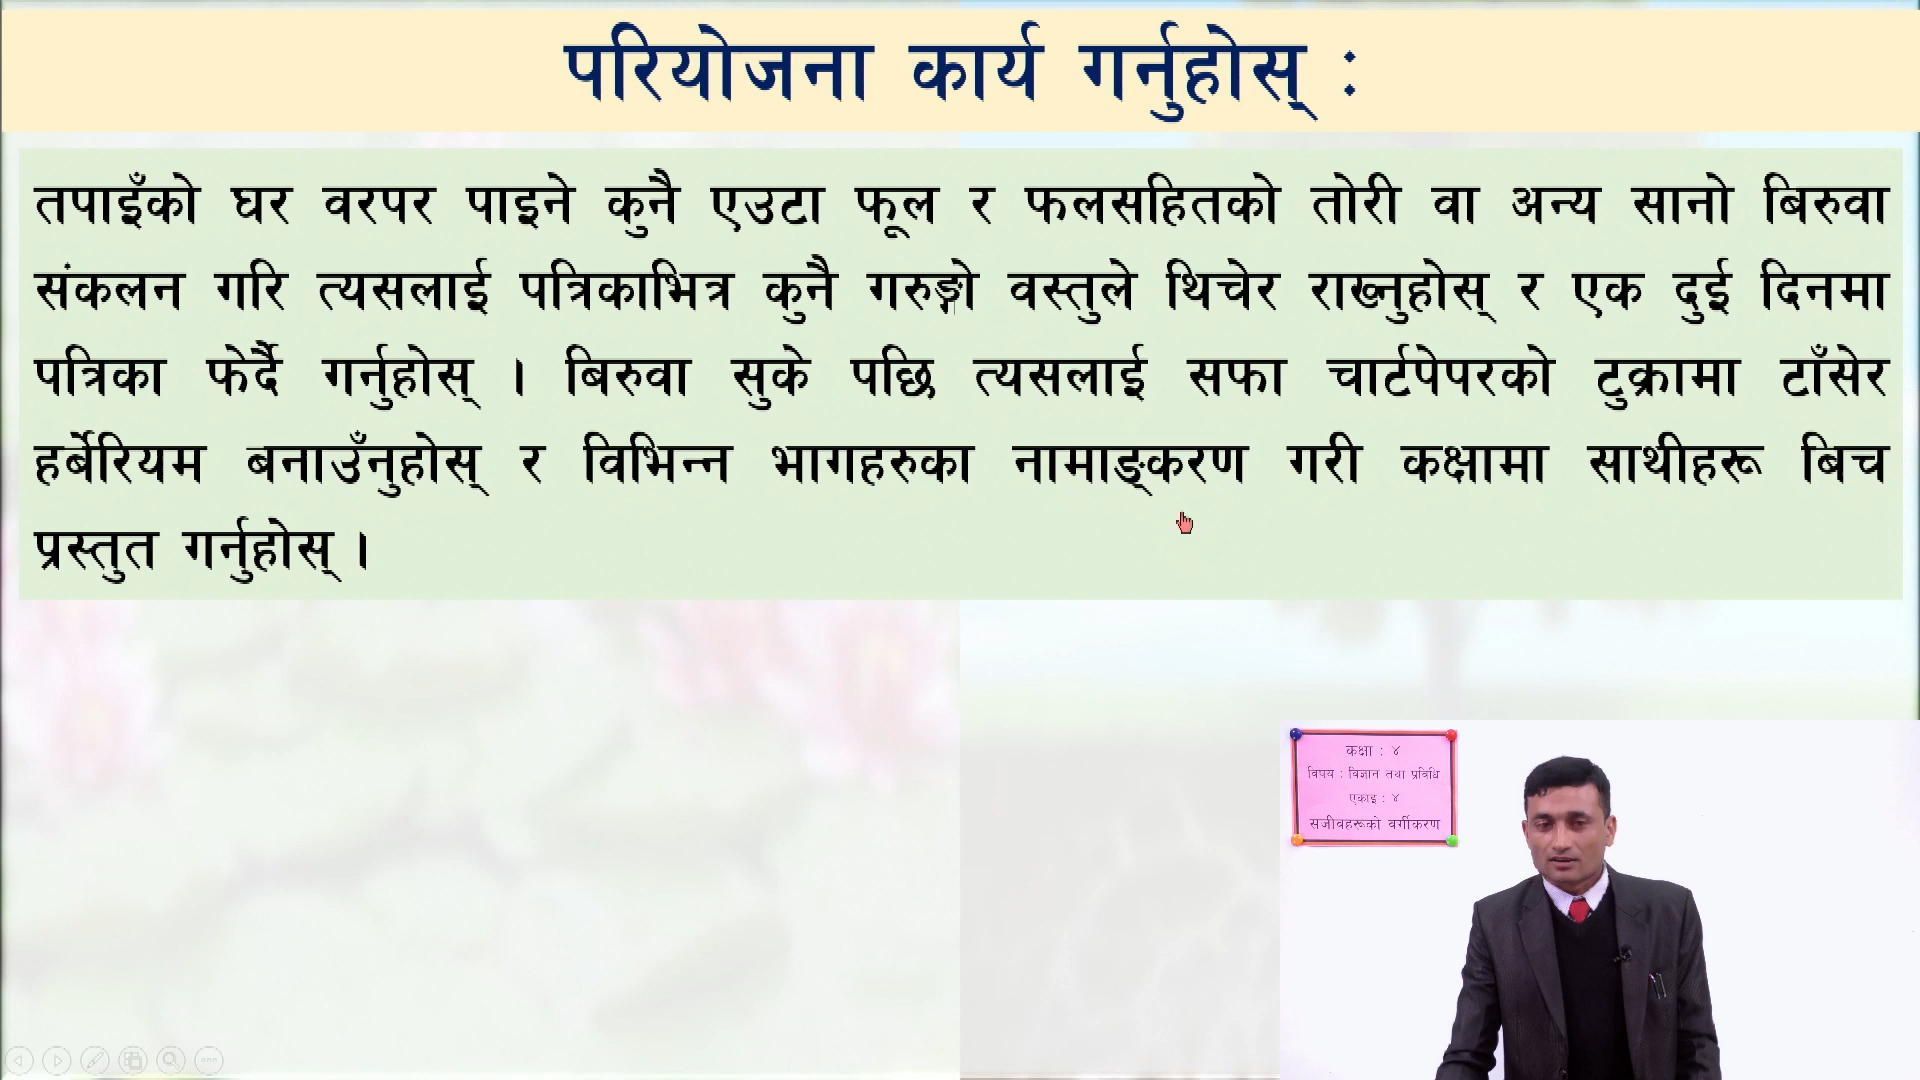 परियोजना कार्य गर्नुहोस् :
तपाइँको घर वरपर पाइने कुनै एउटा फूल र फलसहितको तोरी वा अन्य सानो बिरुवा
संकलन गरि त्यसलाई पत्रिकाभित्र कुनै गरुङ्गो वस्तुले थिचेर राख्नुहोस् र एक दुई दिनमा
पत्रिका फेर्दै गर्नुहोस् । बिरुवा सुके पछि त्यसलाई सफा चार्टपेपरको टुक्रामा टाँसेर
हर्बेरियम बनाउँनुहोस् र विभिन्न भागहरुका नामाङ्करण गरी कक्षामा साथीहरू बिच
प्रस्तुत गर्नुहोस् ।
कक्षा : ४
विषय : विज्ञान तथा प्रविधि
एकाइ : ४
सजीवहरूको वर्गीकरण